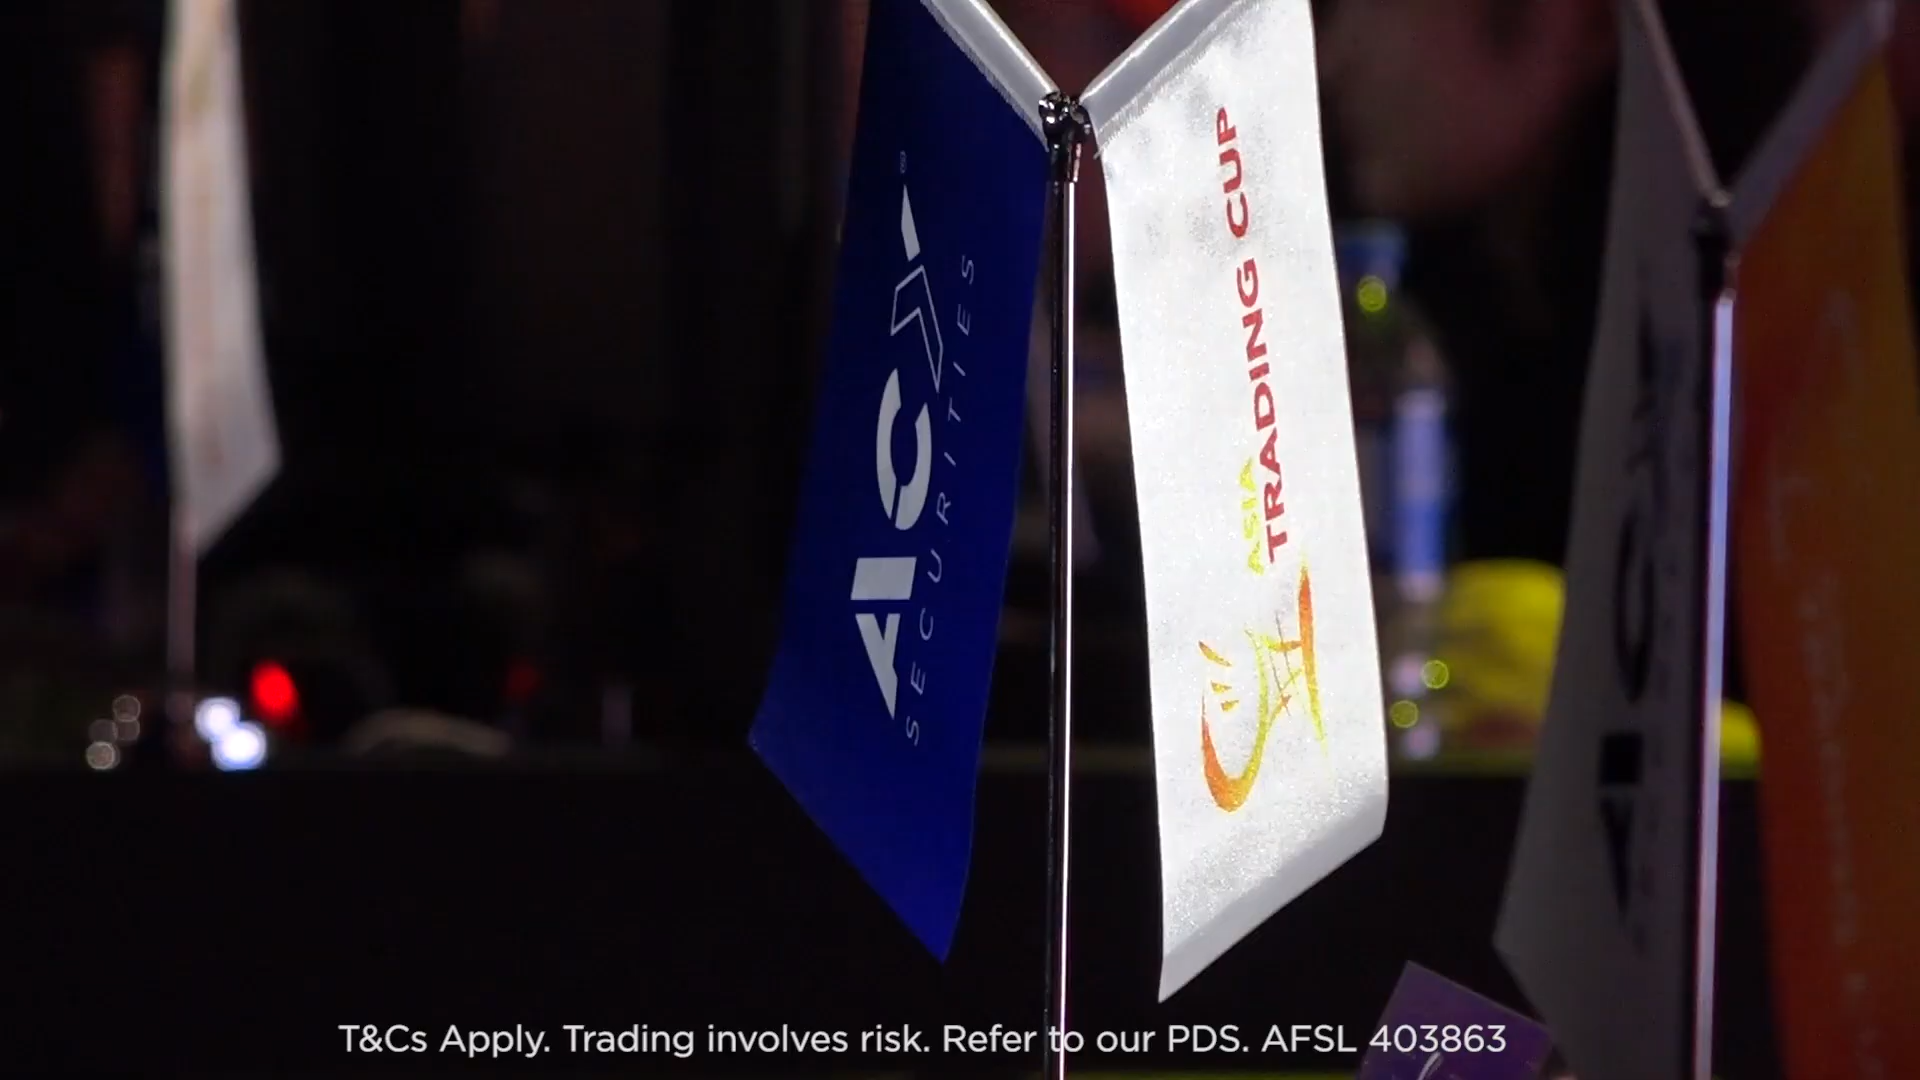 ACY
SECURITIES
ASIA
TRADING CUP
T&Cs Apply. Trading involves risk. Refer to our PDS. AFSL 403863